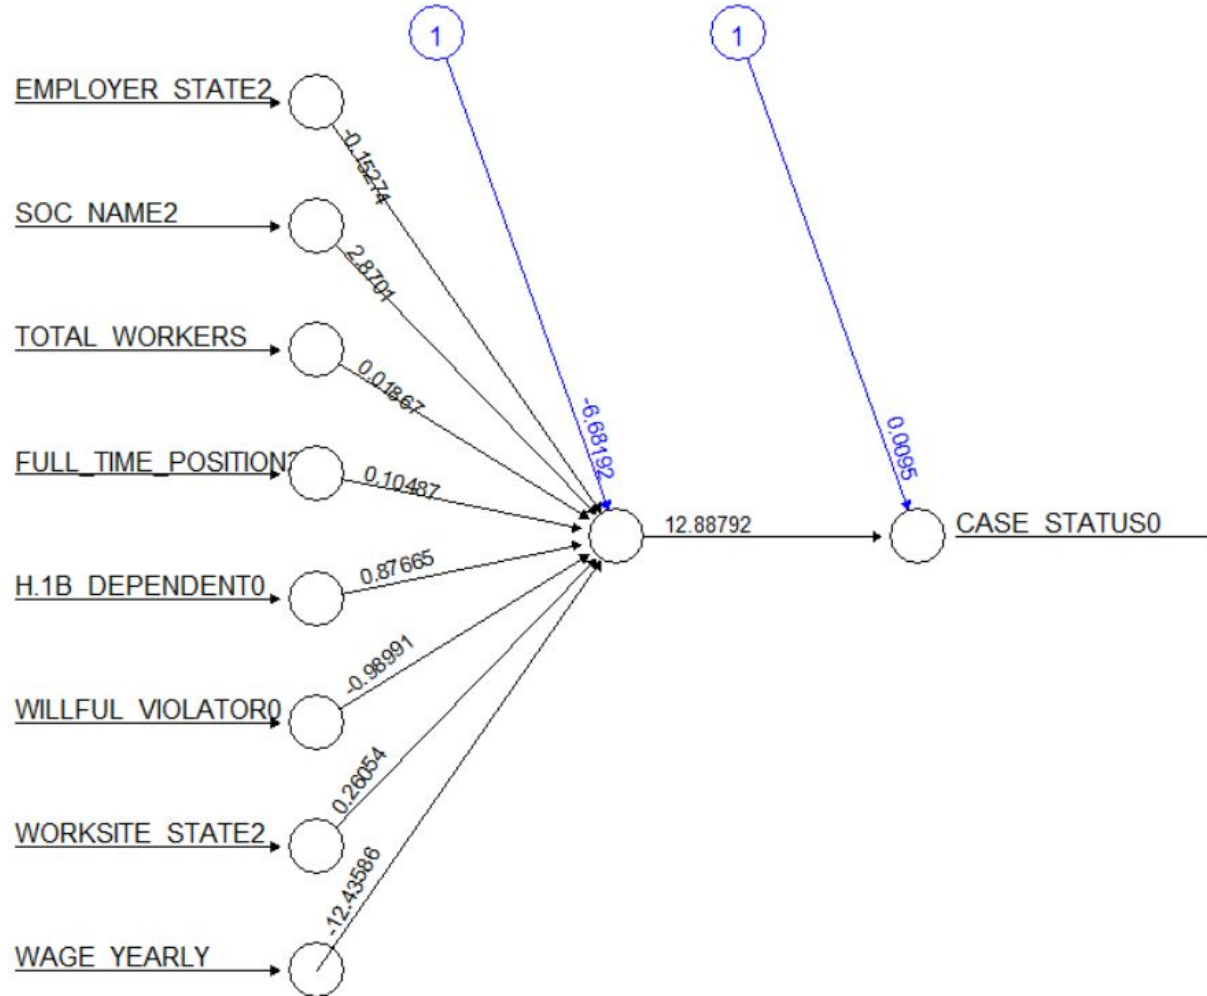 1
1
EMPLOYER_STATE2
-0.15274
SOC_NAME2
2.8701
TOTAL_WORKERS
0.01867
-6.68192
0.0095
FULL_TIME_POSITION2
0.10487
12.88792
CASE_STATUS0
H.1B_DEPENDENT0
0.87665
WILLFUL_VIOLATOR0
-0.98991
WORKSITE_STATE2
0.26054
WAGE_YEARLY
-12.43586